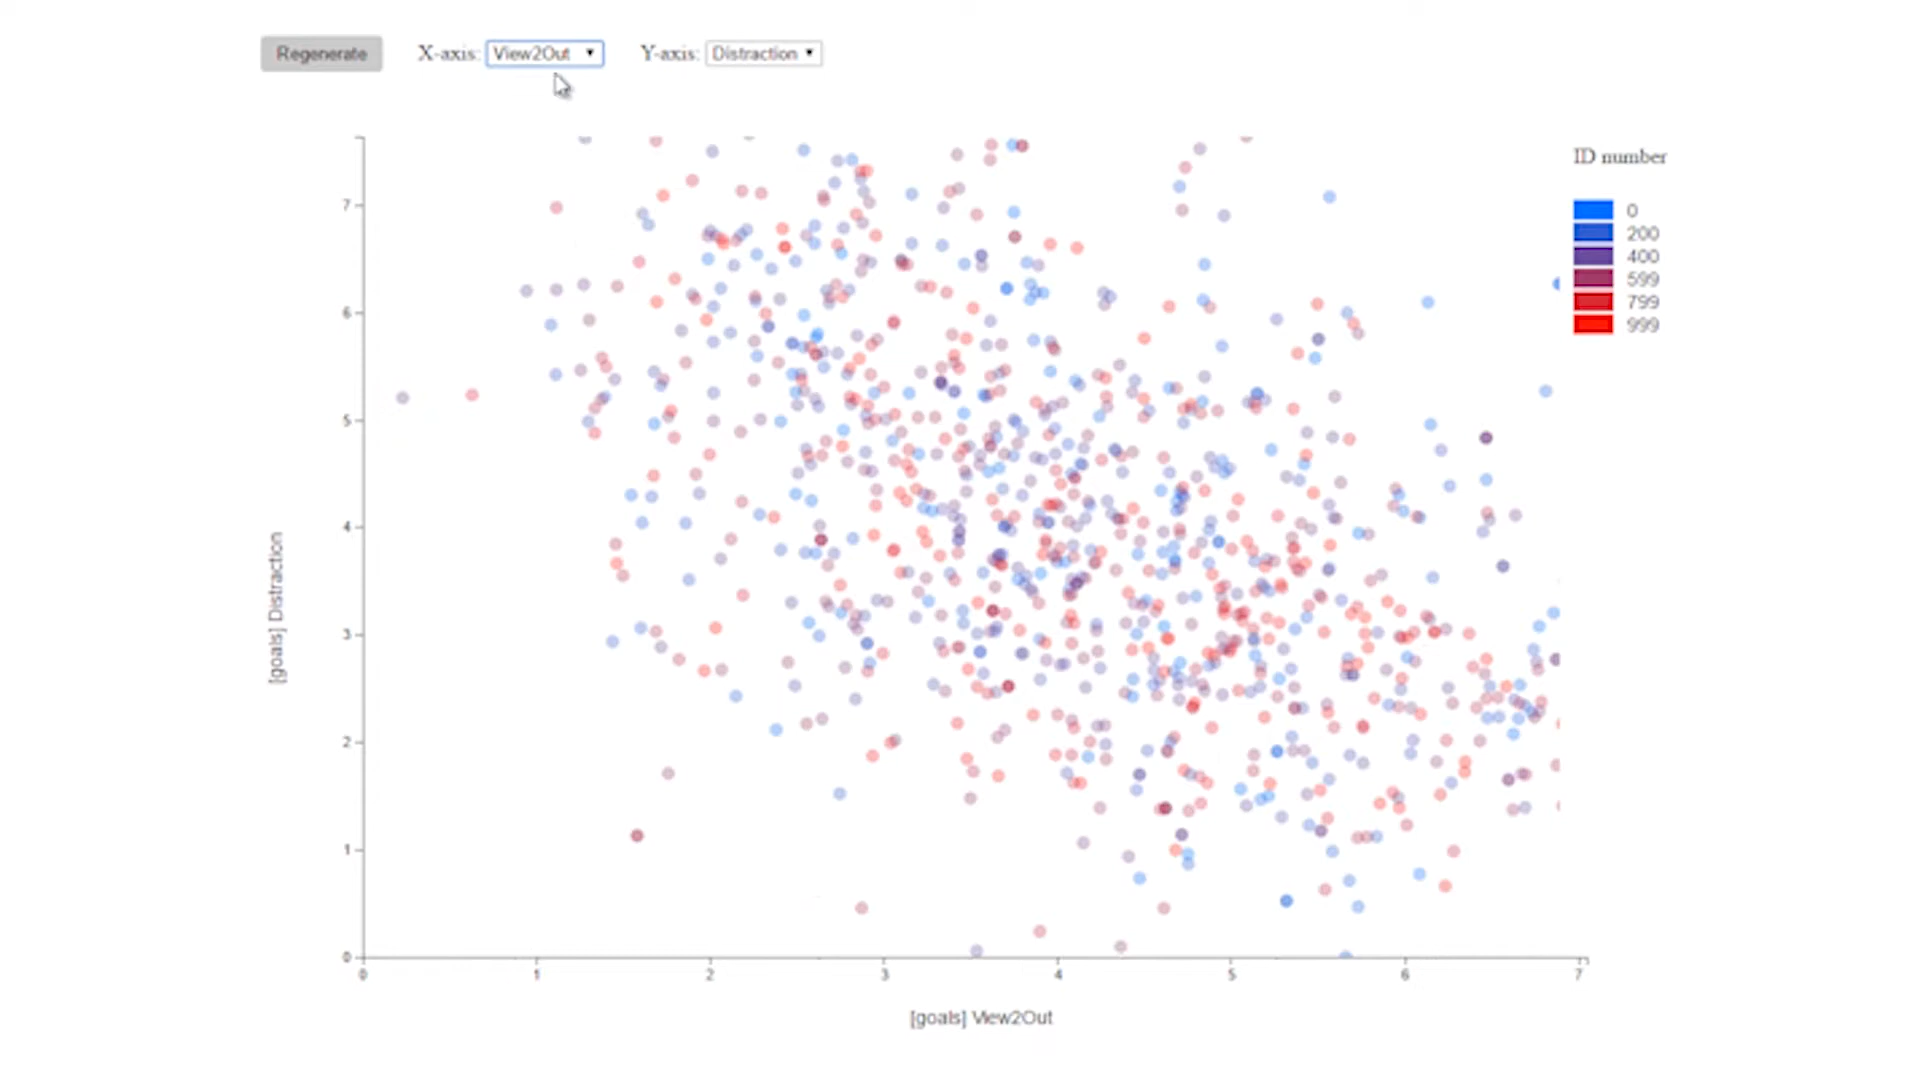 Regenerate X-axis: View2Out Y-axis: Distraction
ID number
0
200
400
599
799
999
7
6
5
4
3
2
1
0
[goals] Distraction
0 1 2 3 4 5 6 7
[goals] View2Out